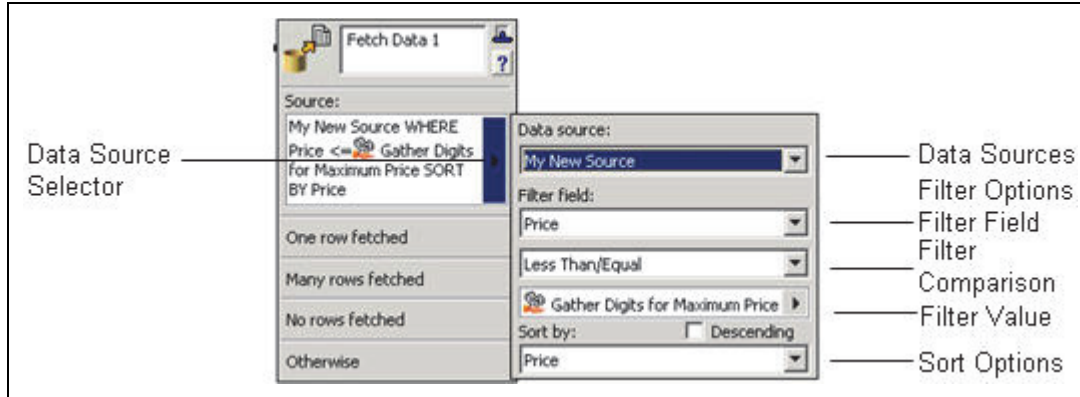 Fetch Data 1
?
Source:
My New Source WHERE
Price <= Gather Digits
for Maximum Price SORT
BY Price
One row fetched
Many rows fetched
No rows fetched
Otherwise
Data Source
Selector
Data source:
My New Source
Filter field:
Price
Less Than/Equal
Gather Digits for Maximum Price
Sort by:
Descending
Price
Data Sources
Filter Options
Filter Field
Filter
Comparison
Filter Value
Sort Options